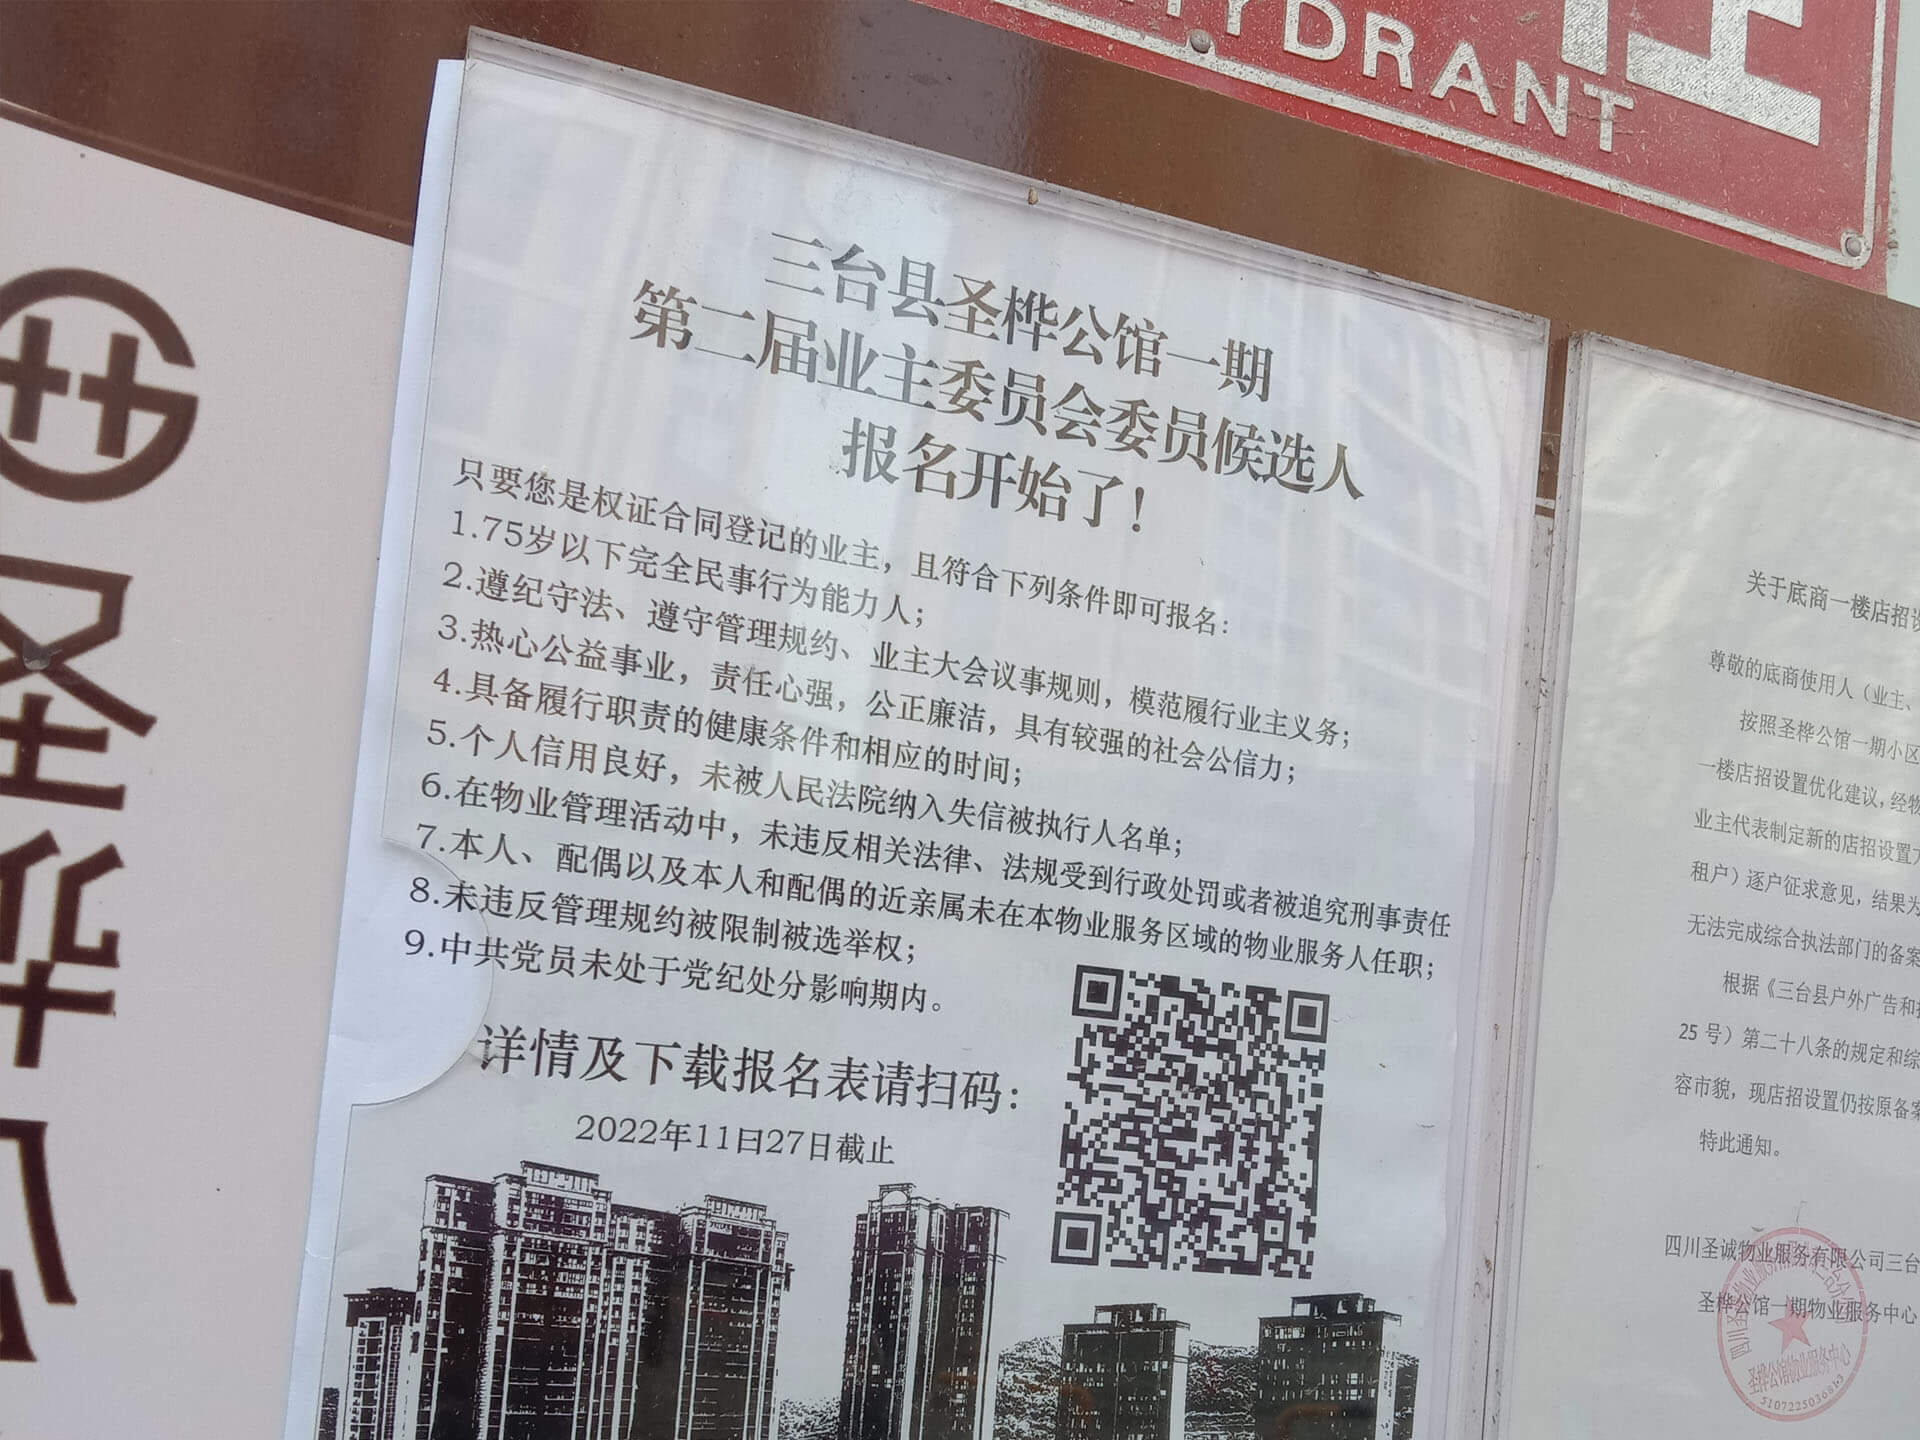 HYDRANT
三台县圣桦公馆一期
第二届业主委员会委员候选人
报名开始了！
只要您是权证合同登记的业主，且符合下列条件即可报名：
1.75岁以下完全民事行为能力人；
2.遵纪守法、遵守管理规约、业主大会议事规则，模范履行业主义务；
3.热心公益事业，责任心强，公正廉洁，具有较强的社会公信力；
4.具备履行职责的健康条件和相应的时间；
5.个人信用良好，未被人民法院纳入失信被执行人名单；
6.在物业管理活动中，未违反相关法律、法规受到行政处罚或者被追究刑事责任
7.本人、配偶以及本人和配偶的近亲属未在本物业服务区域的物业服务人任职；
8.未违反管理规约被限制被选举权；
9.中共党员未处于党纪处分影响期内。
详情及下载报名表请扫码：
2022年11日27日截止
关于底商一楼店招设
尊敬的底商使用人（业主、
按照圣桦公馆一期小区
一楼店招设置优化建议，经物
业主代表制定新的店招设置方
租户）逐户征求意见，结果为
无法完成综合执法部门的备案
根据《三台县户外广告和招
25 号）第二十八条的规定和综
容市貌，现店招设置仍按原备案
特此通知。
四川圣诚物业服务有限公司三台
圣桦公馆一期物业服务中心
圣桦公馆物业服务中心
5107225036813
圣桦公